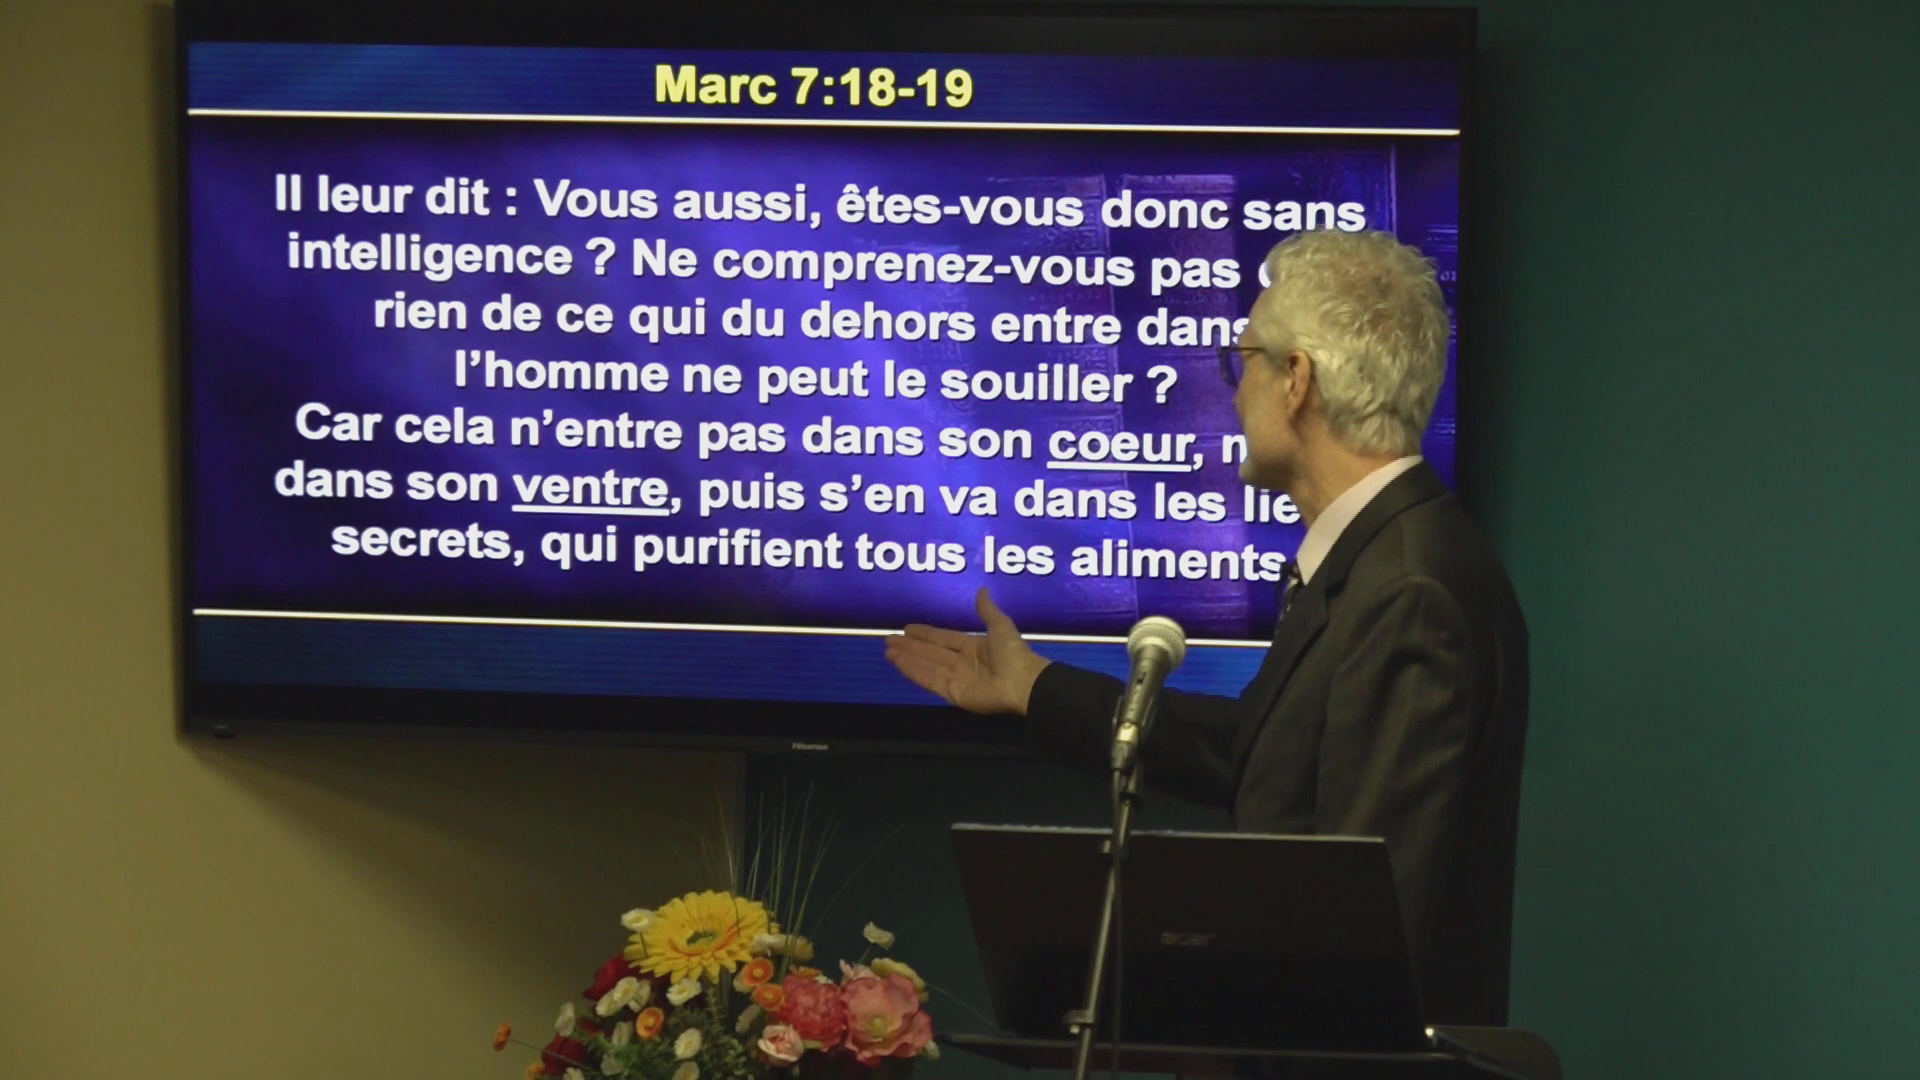 Marc 7:18-19
Il leur dit : Vous aussi, êtes-vous donc sans
intelligence ? Ne comprenez-vous pas
rien de ce qui du dehors entre dans
l’homme ne peut le souiller ?
Car cela n’entre pas dans son coeur,
dans son ventre, puis s’en va dans les
secrets, qui purifient tous les aliments
Hisense
acer